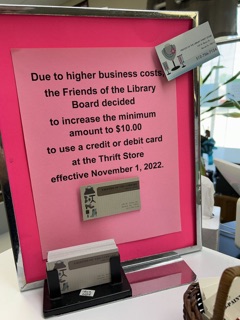 Due to higher business costs,
the Friends of the Library
Board decided
to increase the minimum
amount to $10.00
to use a credit or debit card
at the Thrift Store
effective November 1, 2022.